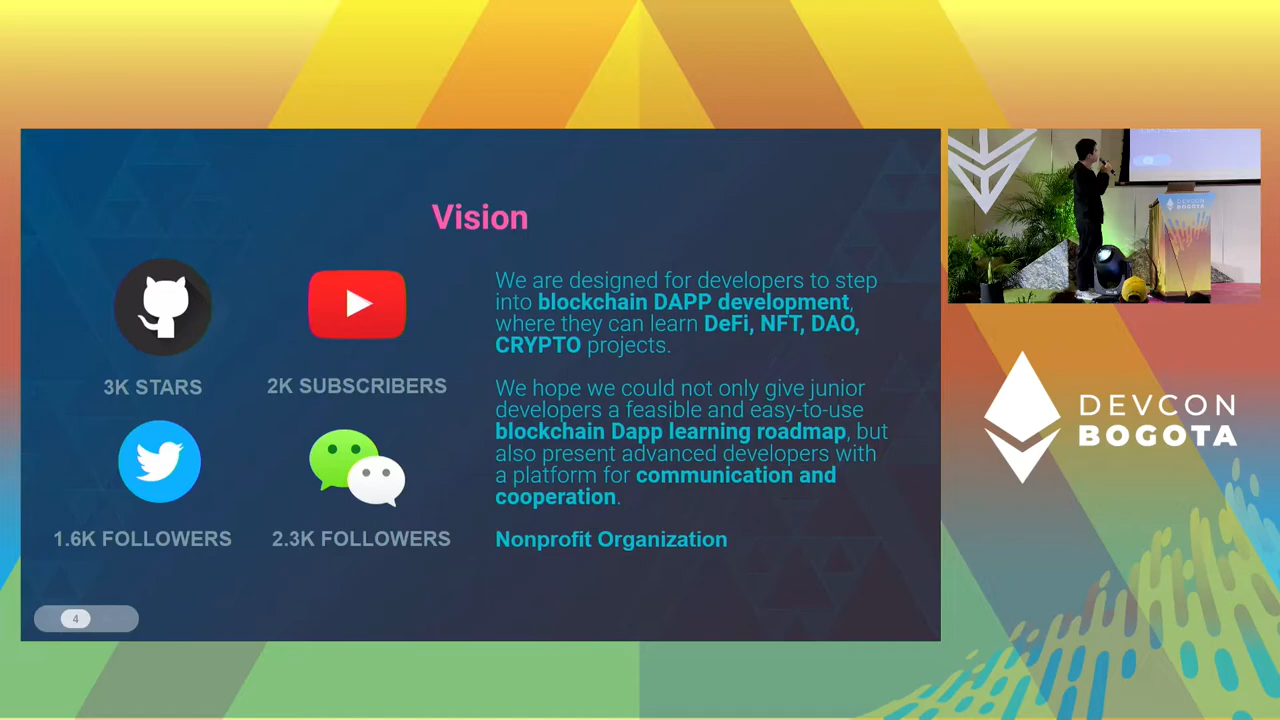 Vision
3K STARS
2K SUBSCRIBERS
1.6K FOLLOWERS
2.3K FOLLOWERS
We are designed for developers to step
into blockchain DAPP development,
where they can learn DeFi, NFT, DAO,
CRYPTO projects.
We hope we could not only give junior
developers a feasible and easy-to-use
blockchain Dapp learning roadmap, but
also present advanced developers with
a platform for communication and
cooperation.
Nonprofit Organization
4
DEVCON
BOGOTA
DEVCON
BOGOTA